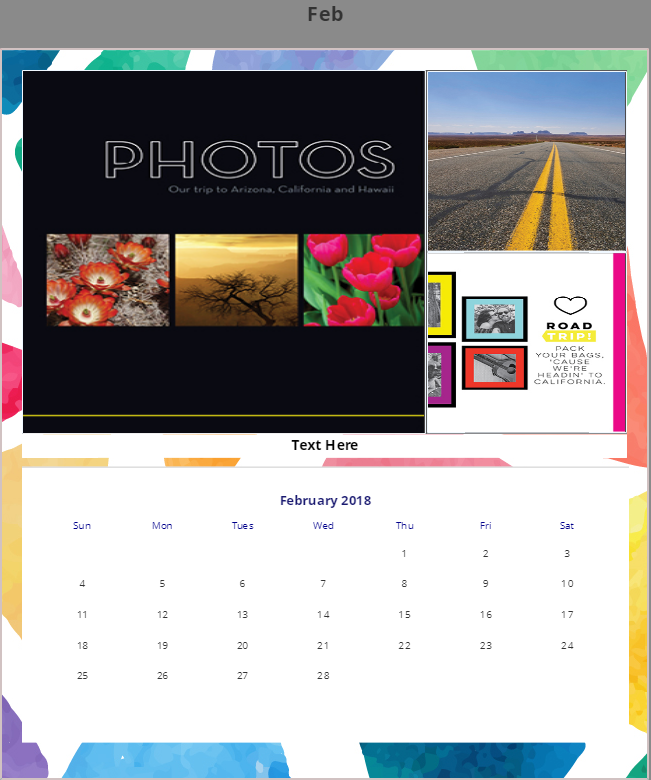 Feb
PHOTOS
Our trip to Arizona, California and Hawaii
ROAD
TRIP!
PACK
YOUR BAGS,
'CAUSE
WE'RE
HEADIN' TO
CALIFORNIA.
Text Here
February 2018
Sun Mon Tues Wed Thu Fri Sat
1 2 3
4 5 6 7 8 9 10
11 12 13 14 15 16 17
18 19 20 21 22 23 24
25 26 27 28